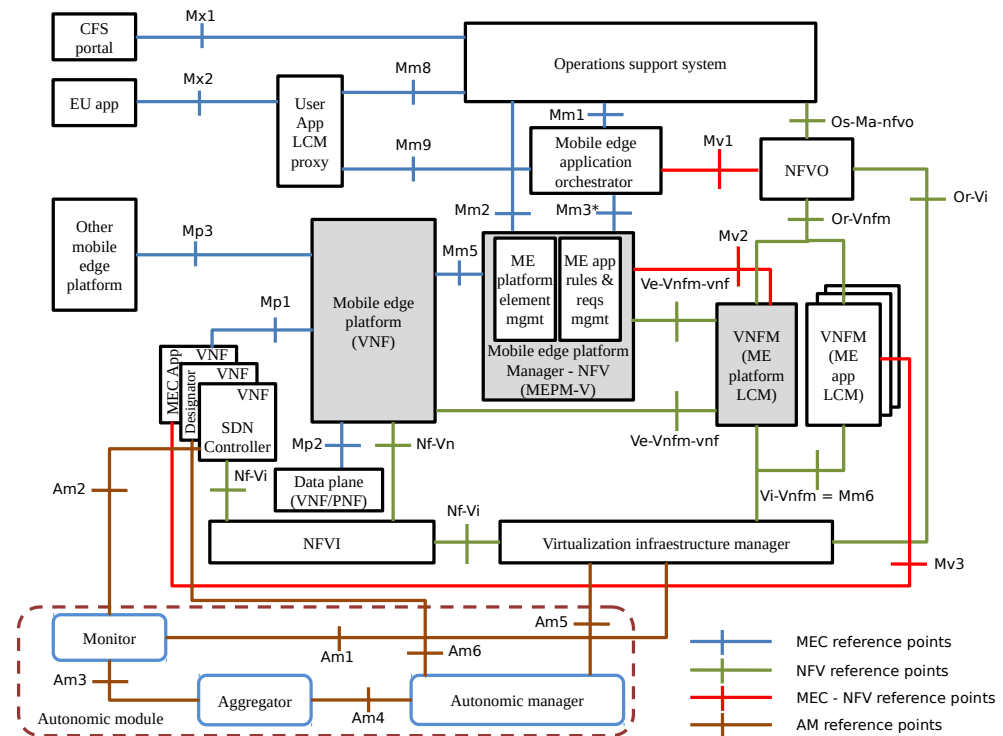 CFS
portal
Mx1
Operations support system
EU app
Mx2
User
App
LCM
proxy
Mm8
Mm9
Mm1
Os-Ma-nfvo
Mobile edge
application
orchestrator
Mv1
NFVO
Or-Vi
Or-Vnfm
Mm2
Mm3*
Other
mobile
edge
platform
Mp3
Mp1
Mobile edge
platform
(VNF)
Mm5
ME
platform
element
mgmt
ME app
rules &
reqs
mgmt
Mobile edge platform
Manager - NFV
(MEPM-V)
Mv2
Ve-Vnfm-vnf
VNFM
(ME
platform
LCM)
VNFM
(ME
app
LCM)
MEC App
VNF
Designator
VNF
VNF
SDN
Controller
Ve-Vnfm-vnf
Mp2
Nf-Vn
Nf-Vi
Data plane
(VNF/PNF)
Am2
Vi-Vnfm = Mm6
NFVI
Nf-Vi
Virtualization infraestructure manager
Mv3
Monitor
Am1
Am6
Am5
Am3
Aggregator
Am4
Autonomic manager
Autonomic module
MEC reference points
NFV reference points
MEC - NFV reference points
AM reference points